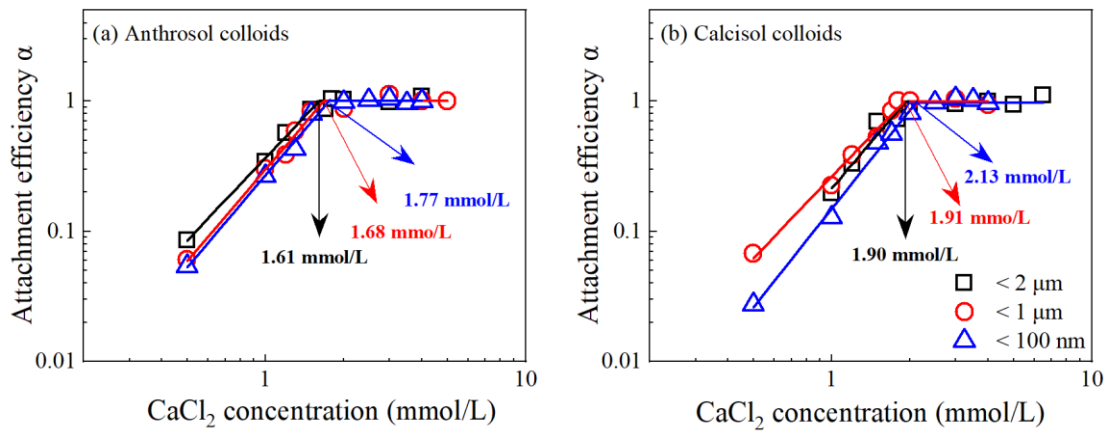 (a) Anthrosol colloids
Attachment efficiency α
1
0.1
0.01
1.77 mmol/L
1.68 mmo/L
1.61 mmol/L
1
10
CaCl₂ concentration (mmol/L)
(b) Calcisol colloids
Attachment efficiency α
1
0.1
0.01
2.13 mmol/L
1.91 mmo/L
1.90 mmol/L
< 2 μm
< 1 μm
< 100 nm
1
10
CaCl₂ concentration (mmol/L)